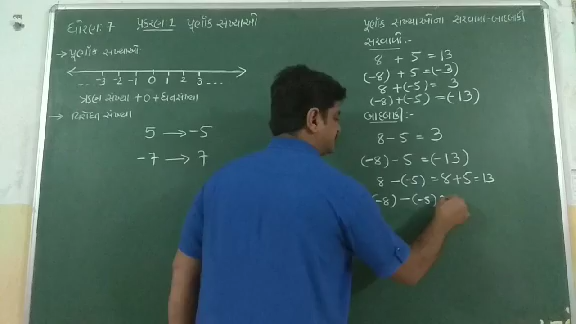 ધોરણ: 7 પ્રકરણ 1 પૂર્ણાંક સંખ્યાઓ
→ પૂર્ણાંક સંખ્યાઓ
... -3 -2 -1 0 1 2 3 ...
ઋણ સંખ્યા + 0 + ધન સંખ્યા
→ વિરોધી સંખ્યા
5 → -5
-7 → 7
પૂર્ણાંક સંખ્યાઓના સરવાળા-બાદબાકી
સરવાળો :-
8 + 5 = 13
(-8) + 5 = (-3)
8 + (-5) = 3
(-8) + (-5) = (-13)
બાદબાકી :-
8 - 5 = 3
(-8) - 5 = (-13)
8 - (-5) = 8 + 5 = 13
(-8) - (-5) =